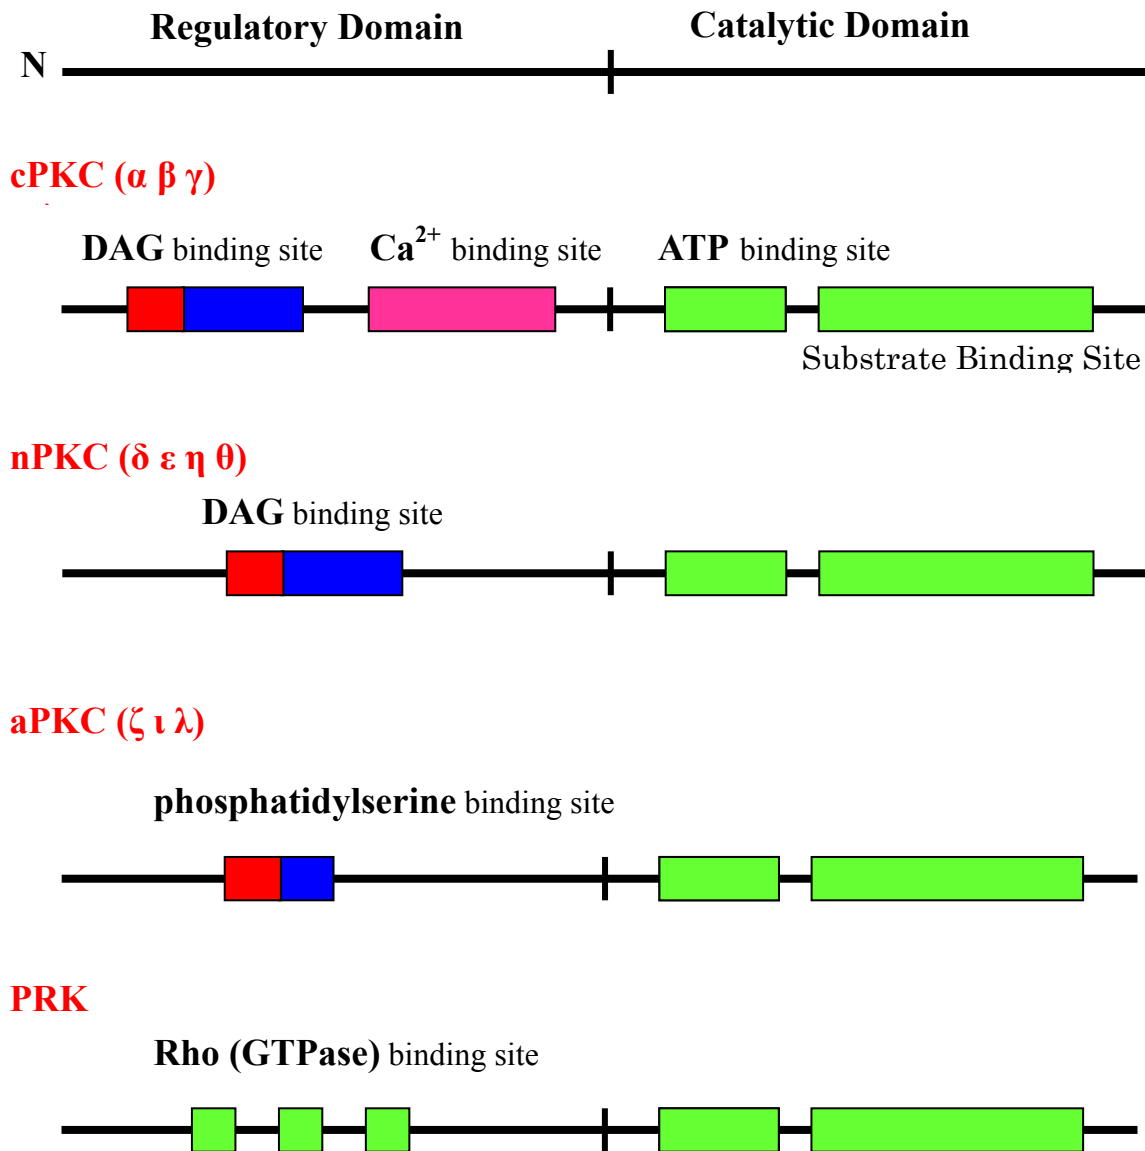 Regulatory Domain Catalytic Domain
N
cPKC (α β γ)
DAG binding site Ca²⁺ binding site ATP binding site
Substrate Binding Site
nPKC (δ ε η θ)
DAG binding site
aPKC (ζ ι λ)
phosphatidylserine binding site
PRK
Rho (GTPase) binding site